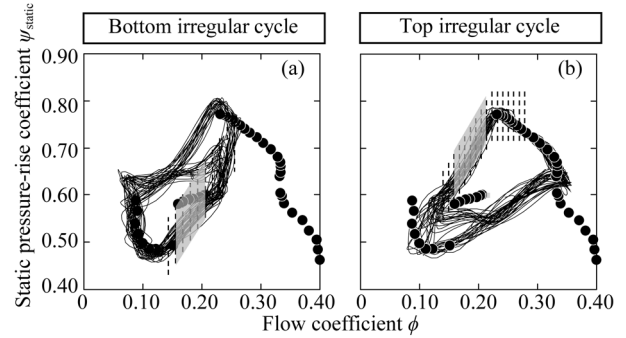 Bottom irregular cycle
Top irregular cycle
Static pressure-rise coefficient ψstatic
0.90
0.80
0.70
0.60
0.50
0.40
(a)
(b)
0 0.10 0.20 0.30 0.40
0 0.10 0.20 0.30 0.40
Flow coefficient ϕ